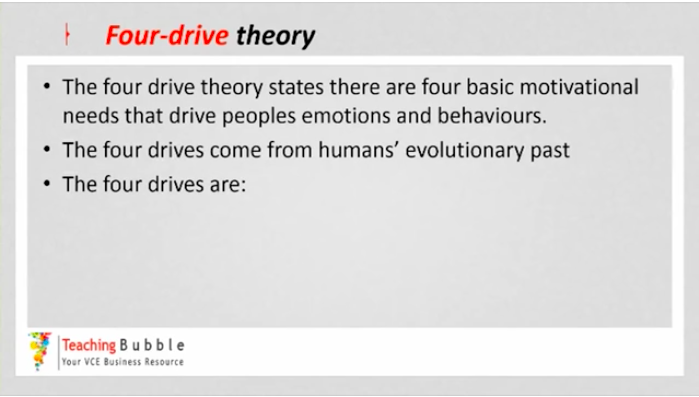 Four-drive theory
• The four drive theory states there are four basic motivational
needs that drive peoples emotions and behaviours.
• The four drives come from humans’ evolutionary past
• The four drives are:
Teaching Bubble
Your VCE Business Resource